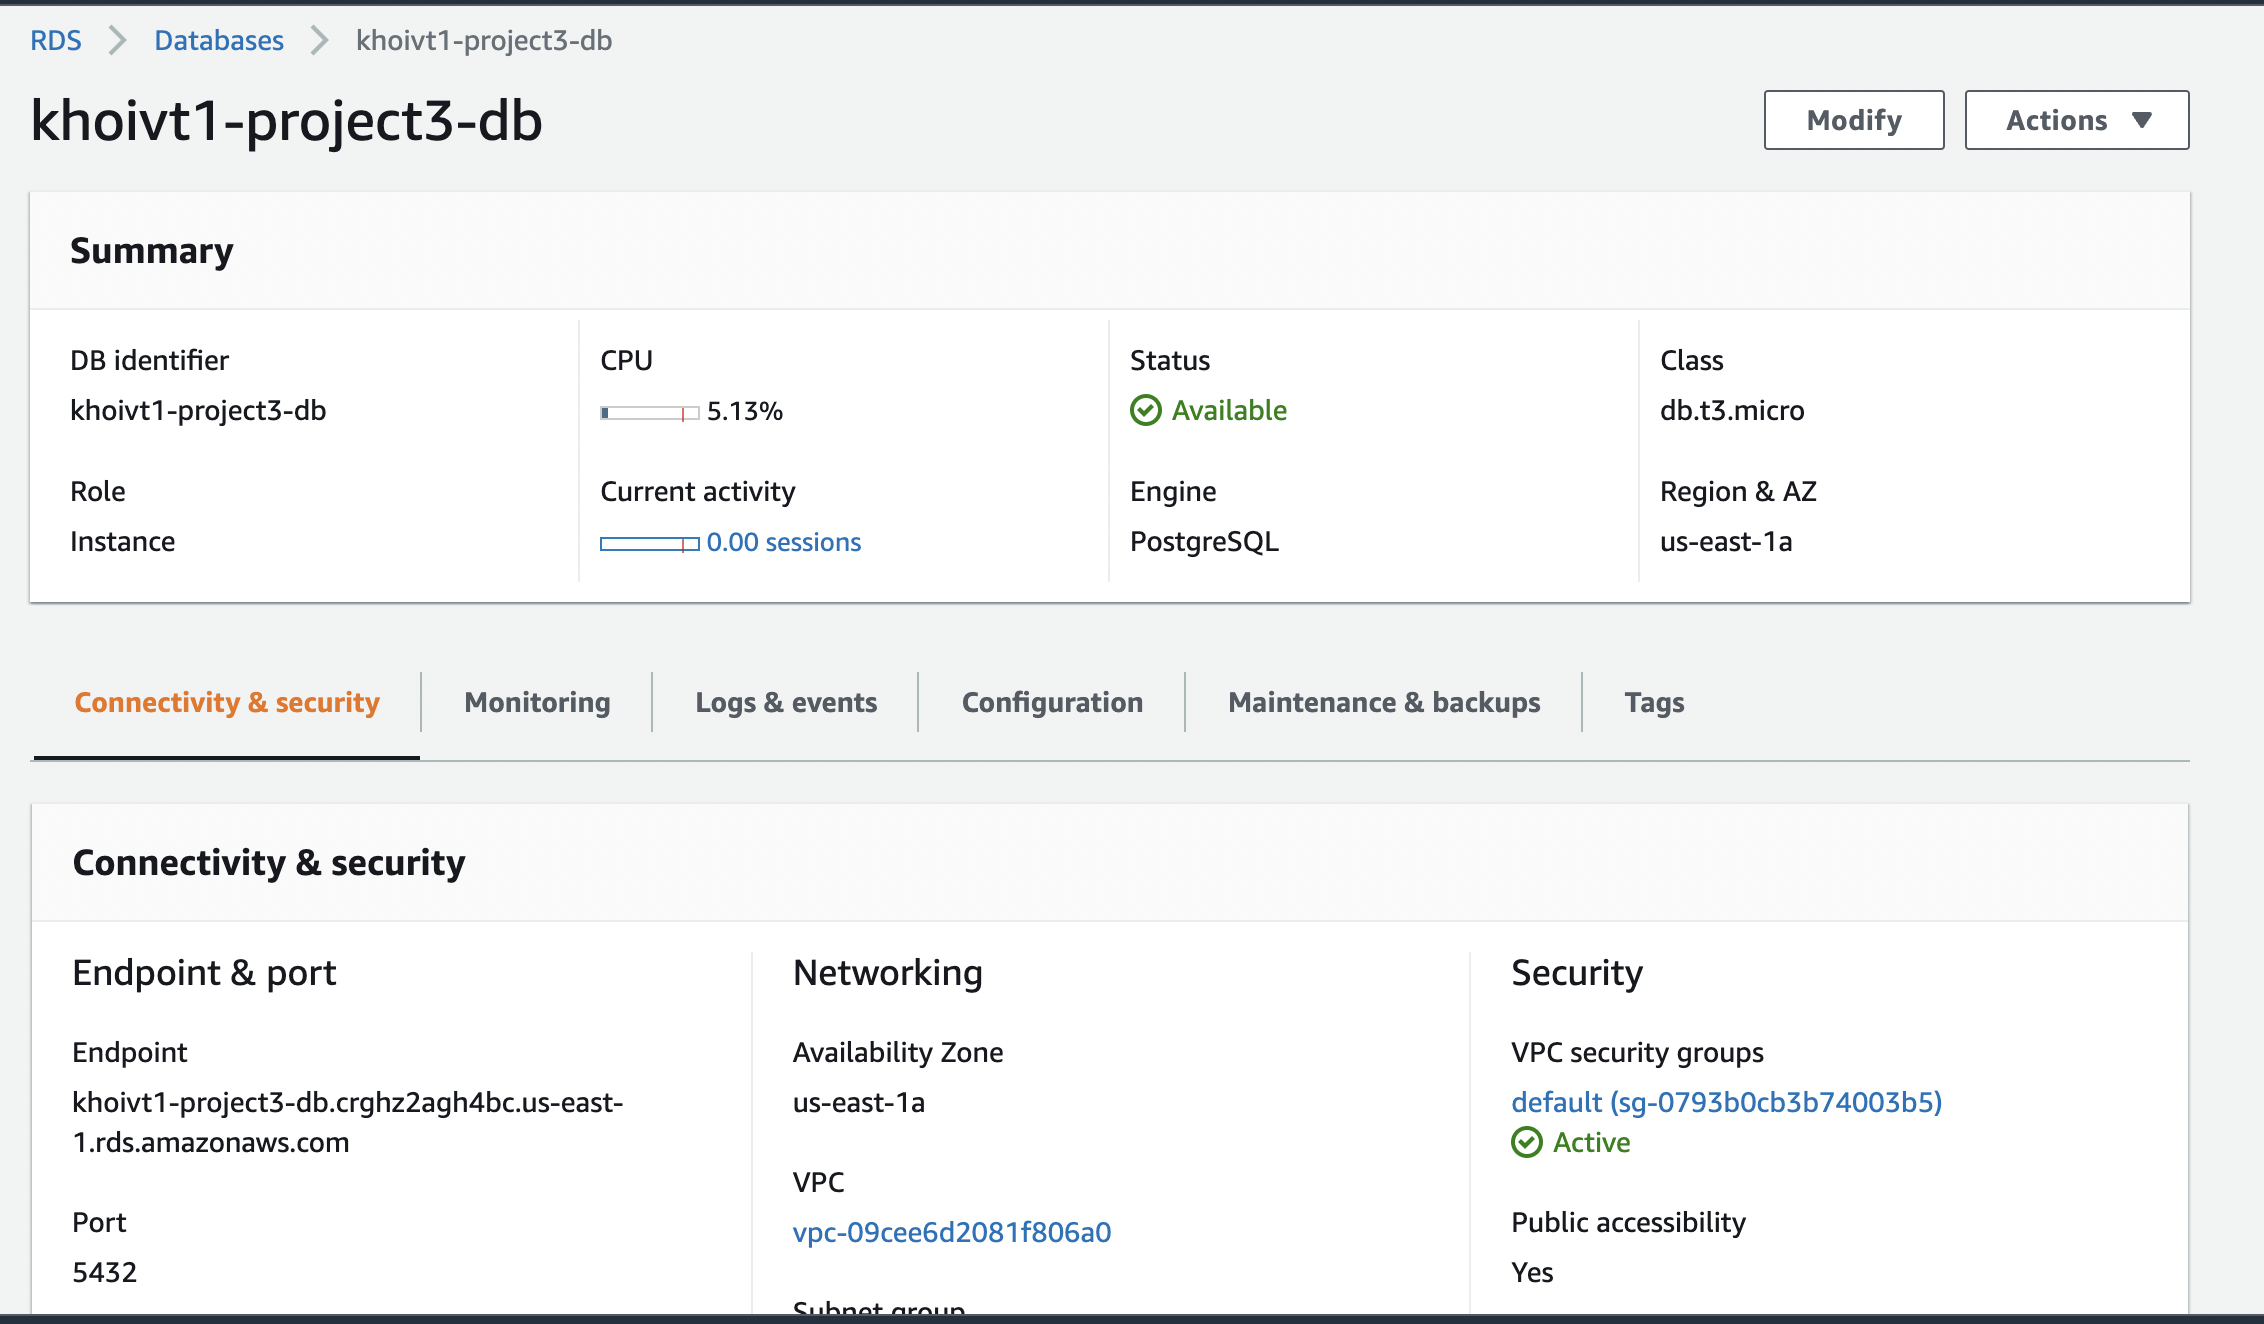 RDS > Databases > khoivt1-project3-db
khoivt1-project3-db
Modify
Actions
Summary
DB identifier
khoivt1-project3-db
CPU
5.13%
Status
Available
Class
db.t3.micro
Role
Instance
Current activity
0.00 sessions
Engine
PostgreSQL
Region & AZ
us-east-1a
Connectivity & security
Monitoring
Logs & events
Configuration
Maintenance & backups
Tags
Connectivity & security
Endpoint & port
Endpoint
khoivt1-project3-db.crghz2agh4bc.us-east-
1.rds.amazonaws.com
Port
5432
Networking
Availability Zone
us-east-1a
VPC
vpc-09cee6d2081f806a0
Subnet group
Security
VPC security groups
default (sg-0793b0cb3b74003b5)
Active
Public accessibility
Yes